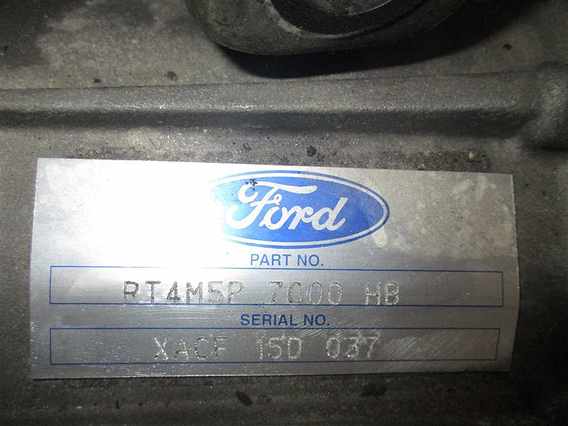 Ford
PART NO.
RT4M5P 7000 HB
SERIAL NO.
XACF 15D 037